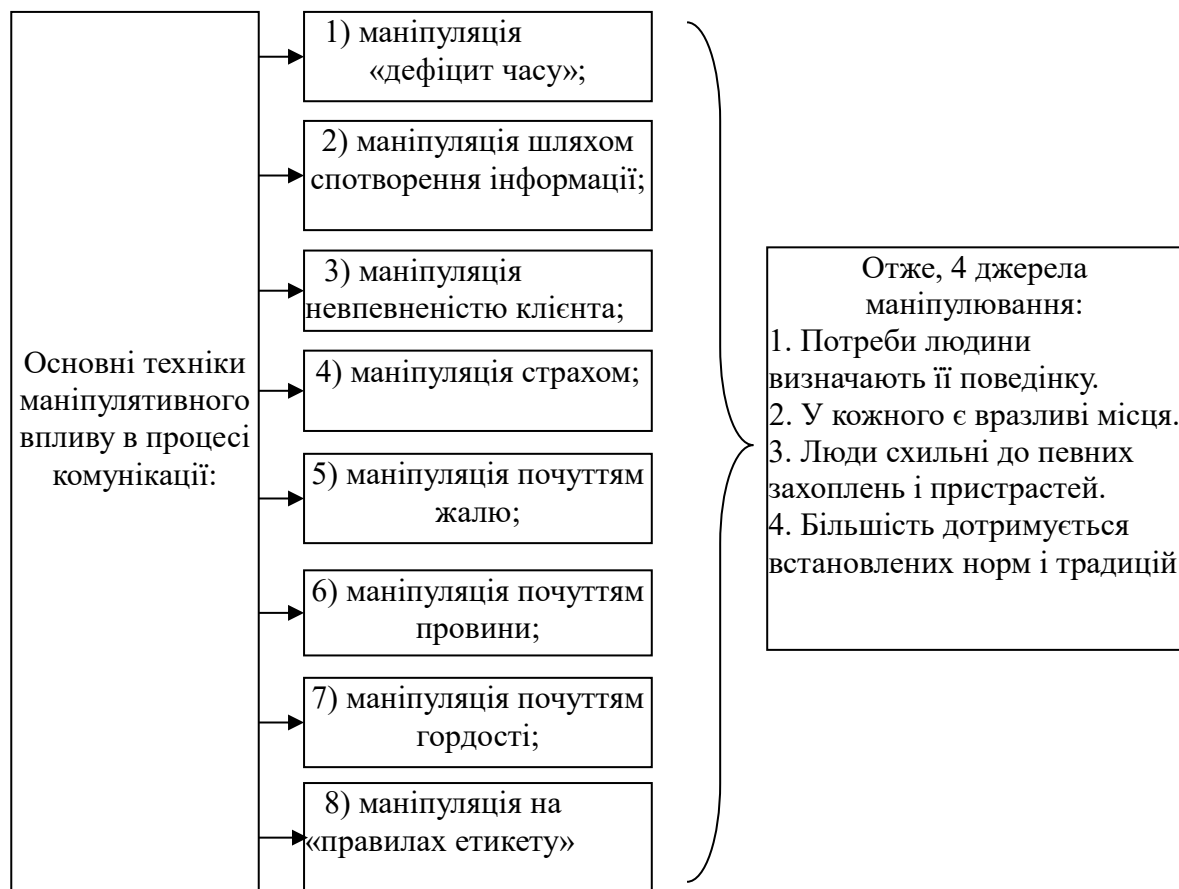 Основні техніки
маніпулятивного
впливу в процесі
комунікації:
1) маніпуляція
«дефіцит часу»;
2) маніпуляція шляхом
спотворення інформації;
3) маніпуляція
невпевненістю клієнта;
4) маніпуляція страхом;
5) маніпуляція почуттям
жалю;
6) маніпуляція почуттям
провини;
7) маніпуляція почуттям
гордості;
8) маніпуляція на
«правилах етикету»
Отже, 4 джерела
маніпулювання:
1. Потреби людини
визначають її поведінку.
2. У кожного є вразливі місця.
3. Люди схильні до певних
захоплень і пристрастей.
4. Більшість дотримується
встановлених норм і традицій